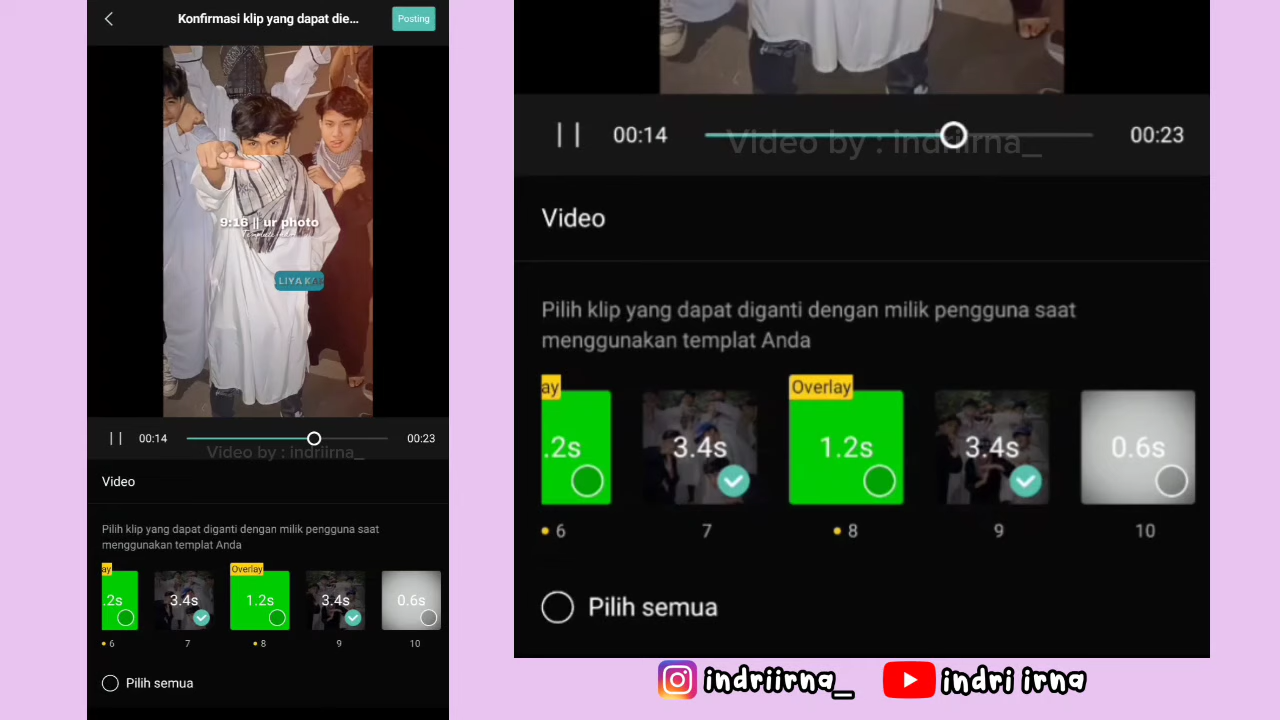 Konfirmasi klip yang dapat die...
Posting
9:16 || ur photo
LIYA K
00:14
00:23
Video by : indriirna_
Video
Pilih klip yang dapat diganti dengan milik pengguna saat
menggunakan templat Anda
ay
Overlay
.2s
3.4s
1.2s
3.4s
0.6s
6
7
8
9
10
Pilih semua
00:14
00:23
Video by : indriirna_
Video
Pilih klip yang dapat diganti dengan milik pengguna saat
menggunakan templat Anda
ay
Overlay
.2s
3.4s
1.2s
3.4s
0.6s
6
7
8
9
10
Pilih semua
indriirna_
indri irna